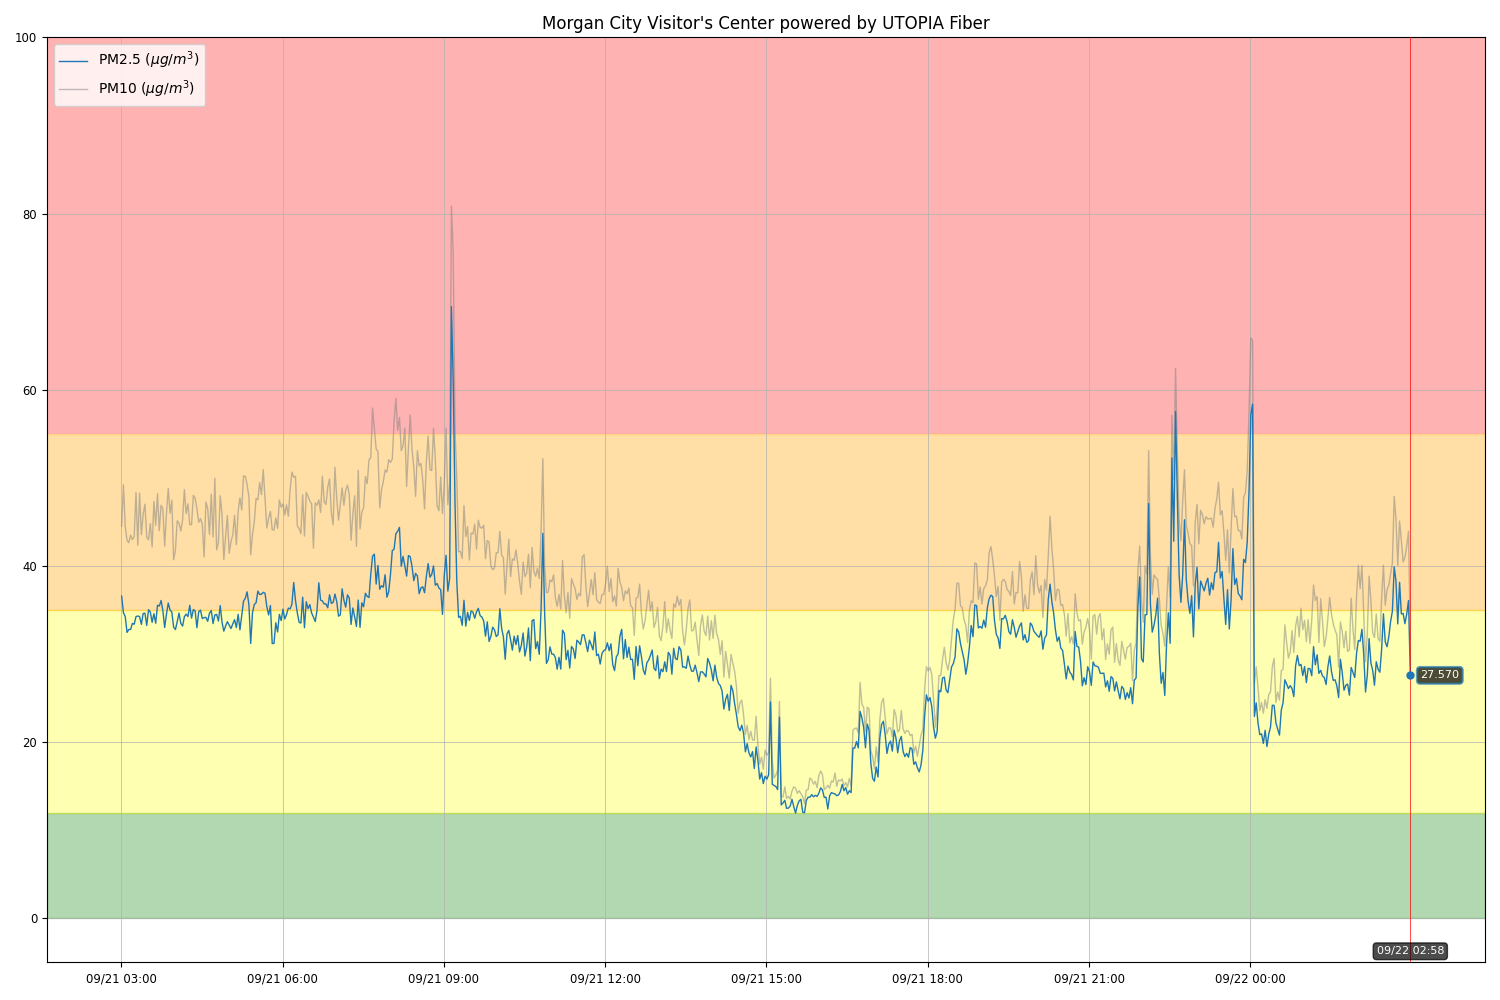 Morgan City Visitor's Center powered by UTOPIA Fiber
100
PM2.5 (μg/m³)
PM10 (μg/m³)
80
60
40
27.570
20
0
09/22 02:58
09/21 03:00 09/21 06:00 09/21 09:00 09/21 12:00 09/21 15:00 09/21 18:00 09/21 21:00 09/22 00:00